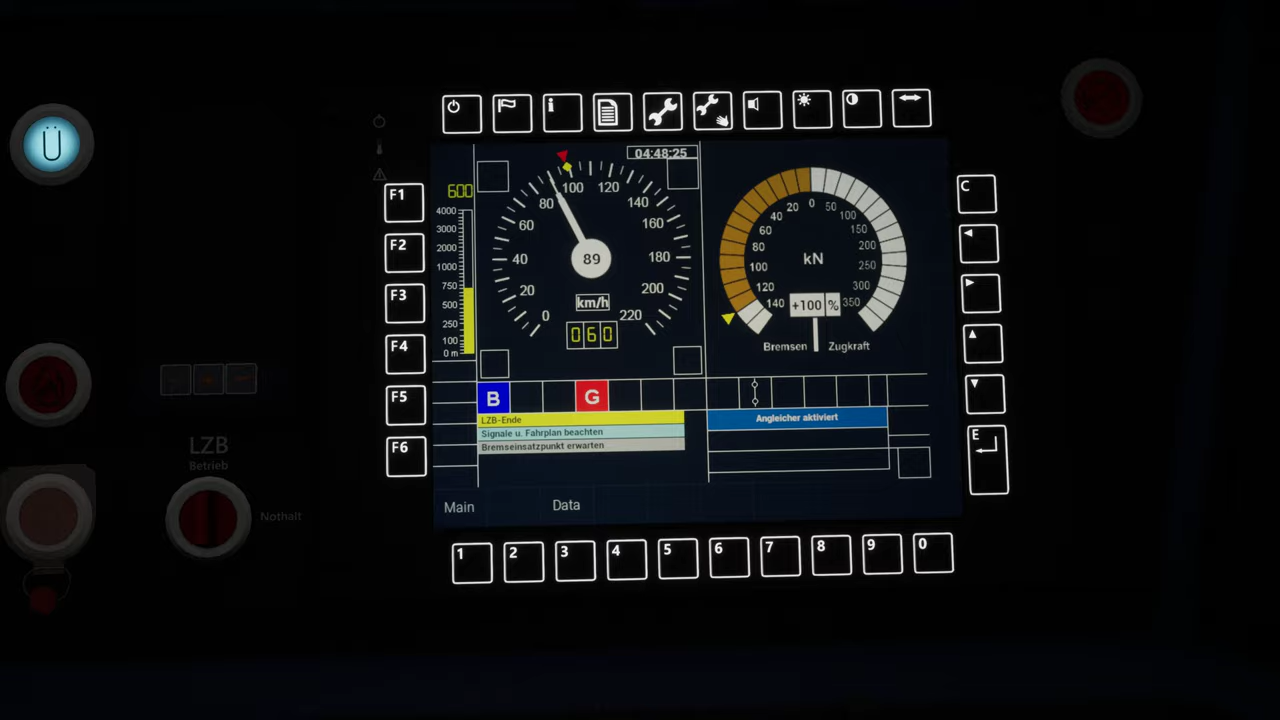 Ü
i
F1
F2
F3
F4
F5
F6
C
E
04:48:25
600
4000
3000
2000
1000
750
500
250
100
0 m
0
20
40
60
80
100
120
140
160
180
200
220
89
km/h
060
140
120
100
80
60
40
20
0
50
100
150
200
250
300
350
kN
+100 %
Bremsen Zugkraft
B
G
LZB-Ende
Signale u. Fahrplan beachten
Bremseinsatzpunkt erwarten
Angleicher aktiviert
LZB
Betrieb
Nothalt
Main Data
1 2 3 4 5 6 7 8 9 0